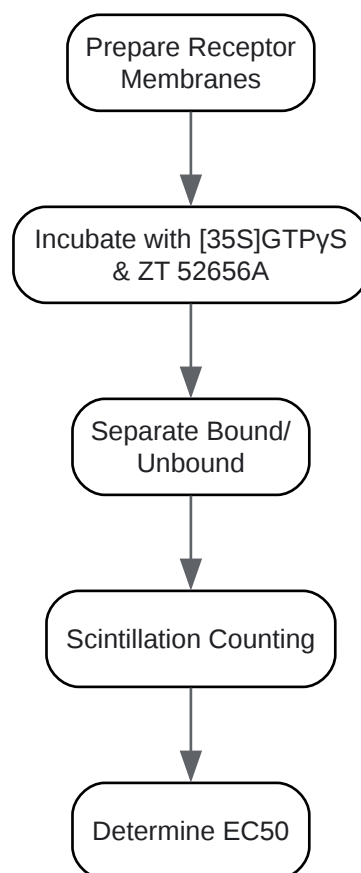 Prepare Receptor
Membranes
Incubate with [35S]GTPγS
& ZT 52656A
Separate Bound/
Unbound
Scintillation Counting
Determine EC50